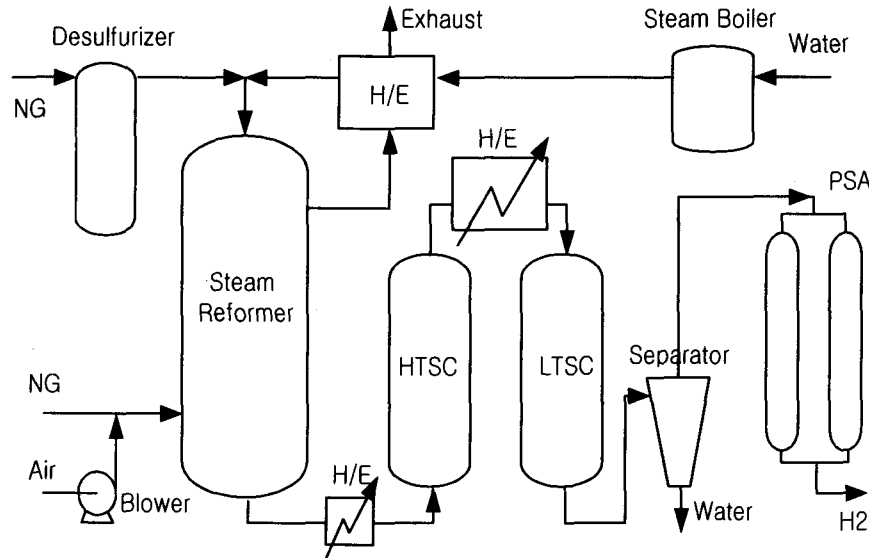 Exhaust
Steam Boiler
Desulfurizer
Water
NG
H/E
H/E
PSA
Steam
Reformer
HTSC
LTSC
Separator
NG
Air
Blower
H/E
Water
H2